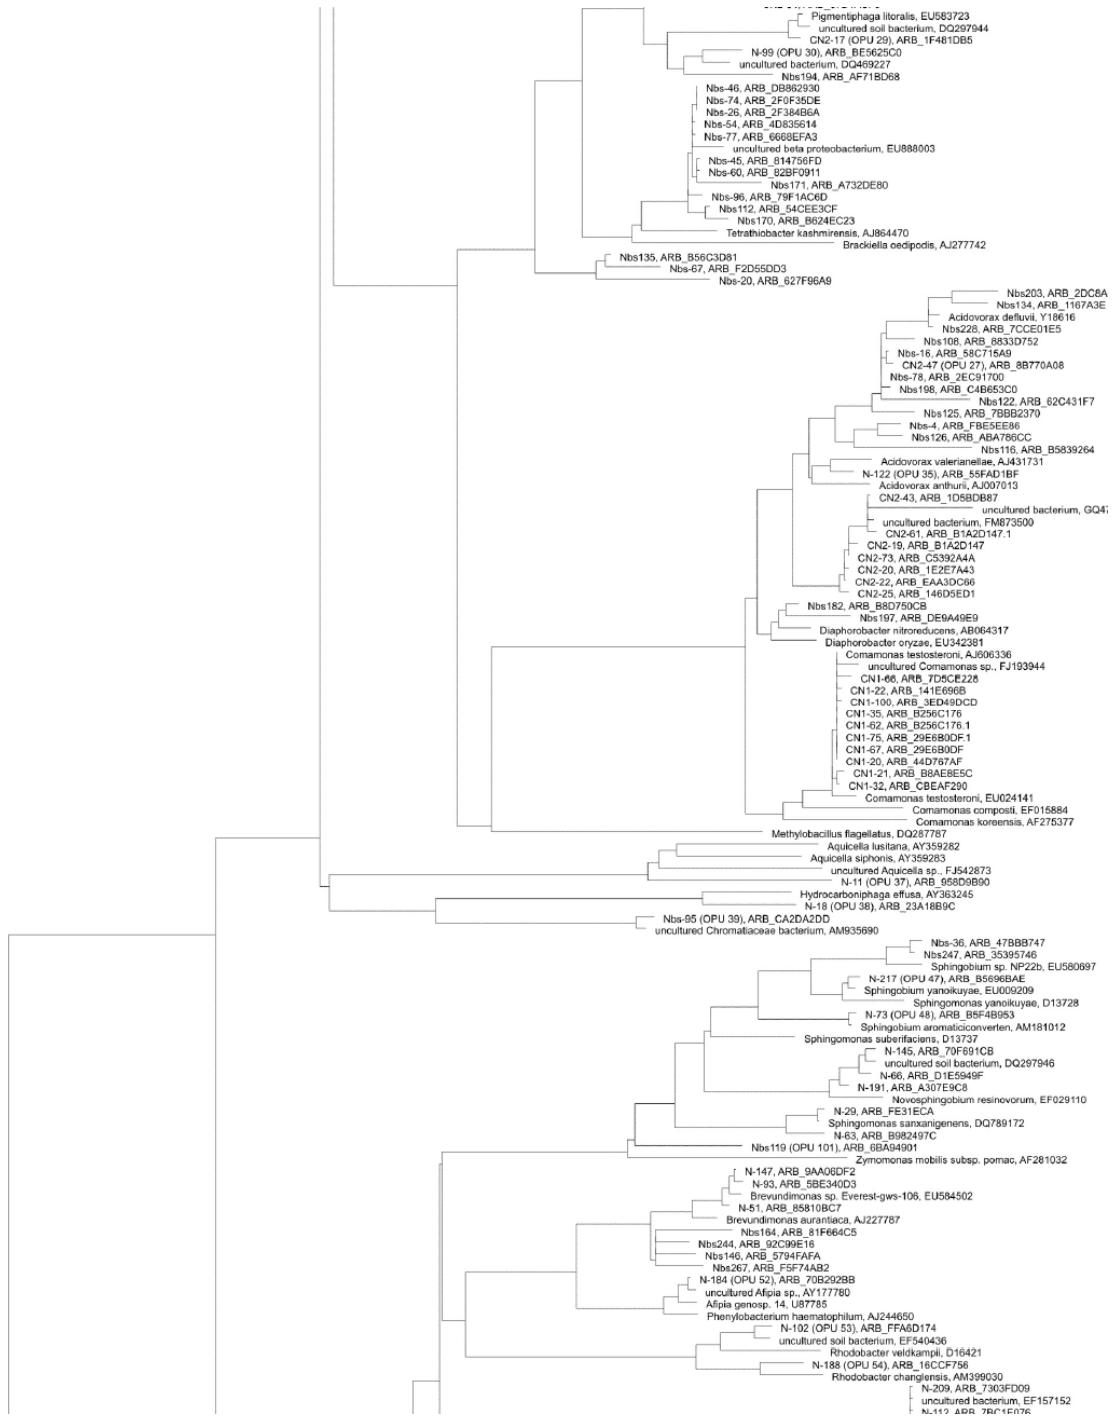 Pigmentiphaga litoralis, EU583723
uncultured soil bacterium, DQ297944
CN2-17 (OPU 29), ARB_1F481DB5
N-99 (OPU 30), ARB_BE5625C0
uncultured bacterium, DQ469227
Nbs194, ARB_AF71BD68
Nbs-46, ARB_DB862930
Nbs-74, ARB_2F0F35DE
Nbs-26, ARB_2F384B6A
Nbs-54, ARB_4D835614
Nbs-77, ARB_6668EFA3
uncultured beta proteobacterium, EU888003
Nbs-45, ARB_814756FD
Nbs-60, ARB_82BF0911
Nbs171, ARB_A732DE80
Nbs-96, ARB_79F1AC6D
Nbs112, ARB_54CEE3CF
Nbs170, ARB_B624EC23
Tetrathiobacter kashmirensis, AJ864470
Brackiella oedipodis, AJ277742
Nbs135, ARB_B56C3D81
Nbs-67, ARB_F2D55DD3
Nbs-20, ARB_627F96A9
Nbs203, ARB_2DC8A
Nbs134, ARB_1167A3E
Acidovorax defluvii, Y18616
Nbs228, ARB_7CCE01E5
Nbs108, ARB_8833D752
Nbs-16, ARB_58C715A9
CN2-47 (OPU 27), ARB_8B770A08
Nbs-78, ARB_2EC91700
Nbs198, ARB_C4B653C0
Nbs122, ARB_62C431F7
Nbs125, ARB_7BBB2370
Nbs-4, ARB_FBE5EE86
Nbs126, ARB_ABA786CC
Nbs116, ARB_B5839264
Acidovorax valerianellae, AJ431731
N-122 (OPU 35), ARB_55FAD1BF
Acidovorax anthurii, AJ007013
CN2-43, ARB_1D5BDB87
uncultured bacterium, GQ47
uncultured bacterium, FM873500
CN2-61, ARB_B1A2D147.1
CN2-19, ARB_B1A2D147
CN2-73, ARB_C5392A4A
CN2-20, ARB_1E2E7A43
CN2-22, ARB_EAA3DC66
CN2-25, ARB_146D5ED1
Nbs182, ARB_B8D750CB
Nbs197, ARB_DE9A49E9
Diaphorobacter nitroreducens, AB064317
Diaphorobacter oryzae, EU342381
Comamonas testosteroni, AJ606336
uncultured Comamonas sp., FJ193944
CN1-66, ARB_7D5CE228
CN1-22, ARB_141E696B
CN1-100, ARB_3ED49DCD
CN1-35, ARB_B256C176
CN1-62, ARB_B256C176.1
CN1-75, ARB_29E6B0DF.1
CN1-67, ARB_29E6B0DF
CN1-20, ARB_44D767AF
CN1-21, ARB_B8AE8E5C
CN1-32, ARB_CBEAF290
Comamonas testosteroni, EU024141
Comamonas composti, EF015884
Comamonas koreensis, AF275377
Methylobacillus flagellatus, DQ287787
Aquicella lusitana, AY359282
Aquicella siphonis, AY359283
uncultured Aquicella sp., FJ542873
N-11 (OPU 37), ARB_958D9B90
Hydrocarboniphaga effusa, AY363245
N-18 (OPU 38), ARB_23A18B9C
Nbs-95 (OPU 39), ARB_CA2DA2DD
uncultured Chromatiaceae bacterium, AM935690
Nbs-36, ARB_47BBB747
Nbs247, ARB_35395746
Sphingobium sp. NP22b, EU580697
N-217 (OPU 47), ARB_B5696BAE
Sphingobium yanoikuyae, EU009209
Sphingomonas yanoikuyae, D13728
N-73 (OPU 48), ARB_B5F4B953
Sphingobium aromaticiconverten, AM181012
Sphingomonas suberifaciens, D13737
N-145, ARB_70F691CB
uncultured soil bacterium, DQ297946
N-66, ARB_D1E5949F
N-191, ARB_A307E9C8
Novosphingobium resinovorum, EF029110
N-29, ARB_FE31ECA
Sphingomonas sanxanigenens, DQ789172
N-63, ARB_B982497C
Nbs119 (OPU 101), ARB_6BA94901
Zymomonas mobilis subsp. pomac, AF281032
N-147, ARB_9AA06DF2
N-93, ARB_5BE340D3
Brevundimonas sp. Everest-gws-106, EU584502
N-51, ARB_85810BC7
Brevundimonas aurantiaca, AJ227787
Nbs164, ARB_81F664C5
Nbs244, ARB_92C99E16
Nbs146, ARB_5794FAFA
Nbs267, ARB_F5F74AB2
N-184 (OPU 52), ARB_70B292BB
uncultured Afipia sp., AY177780
Afipia genosp. 14, U87785
Phenylobacterium haematophilum, AJ244650
N-102 (OPU 53), ARB_FFA6D174
uncultured soil bacterium, EF540436
Rhodobacter veldkampii, D16421
N-188 (OPU 54), ARB_16CCF756
Rhodobacter changlensis, AM399030
N-209, ARB_7303FD09
uncultured bacterium, EF157152
N-112, ARB_7BC1E076